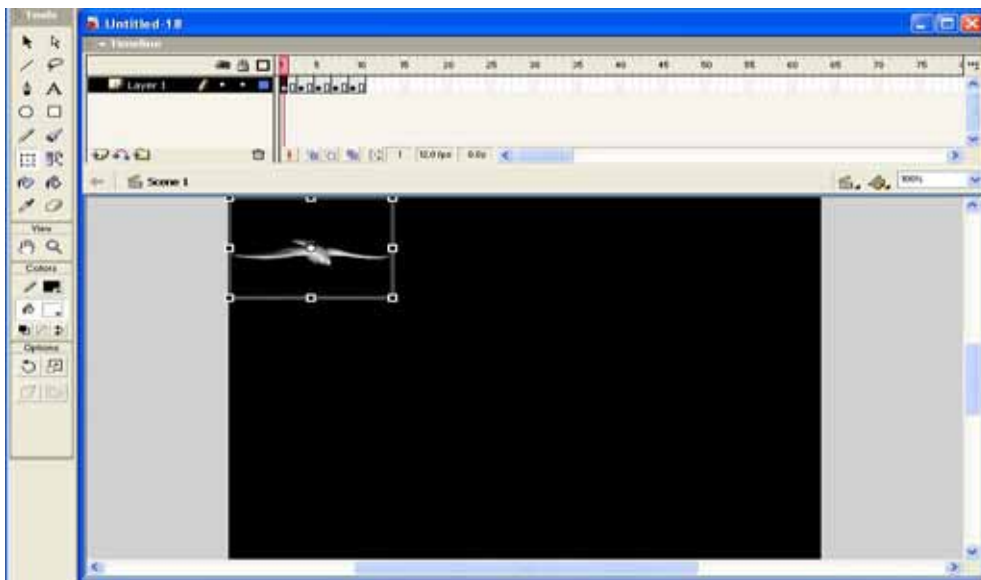 Tools
Untitled-18
Timeline
1 5 10 15 20 25 30 35 40 45 50 55 60 65 70 75
Layer 1
1 12.0 fps 0.0s
Scene 1
100%
View
Colors
Options